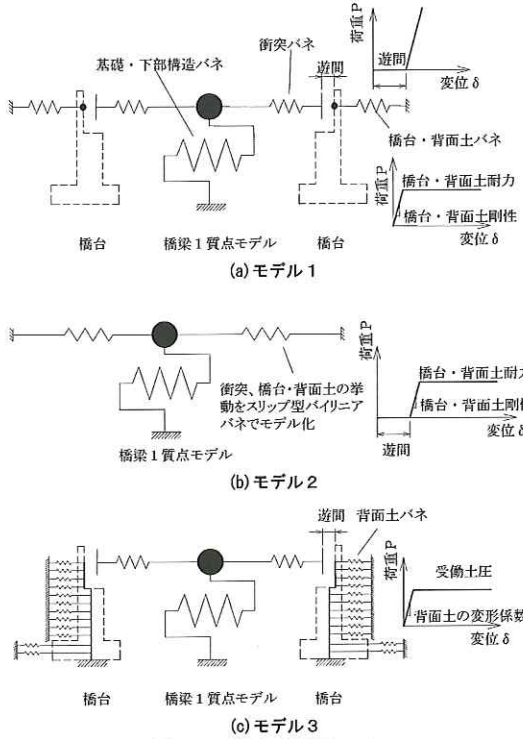 荷重P
遊間
変位δ
衝突バネ
基礎・下部構造バネ
遊間
橋台・背面土バネ
荷重P
橋台・背面土耐力
橋台・背面土剛性
変位δ
橋台
橋梁1質点モデル
橋台
(a) モデル1
荷重P
橋台・背面土耐力
橋台・背面土剛性
変位δ
遊間
衝突、橋台・背面土の挙
動をスリップ型バイリニア
バネでモデル化
橋梁1質点モデル
(b) モデル2
遊間
背面土バネ
荷重P
受働土圧
背面土の変形係数
変位δ
橋台
橋梁1質点モデル
橋台
(c) モデル3